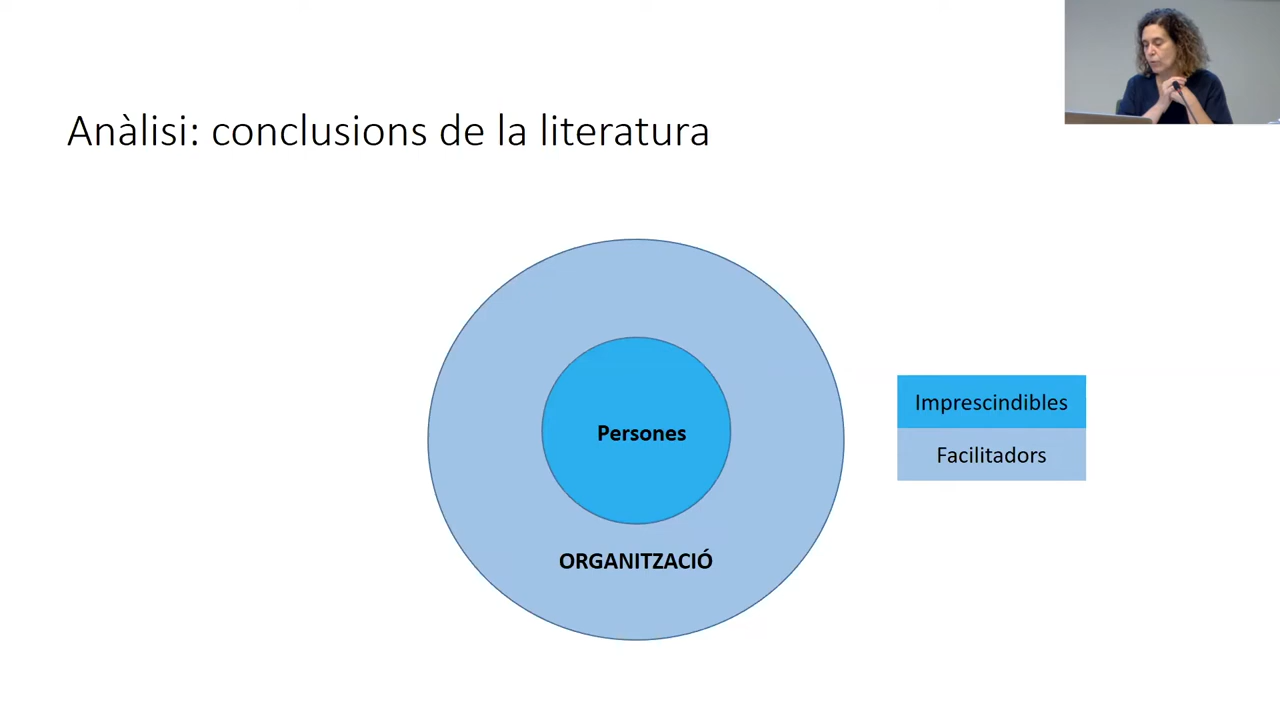 Anàlisi: conclusions de la literatura
Persones
ORGANITZACIÓ
Imprescindibles
Facilitadors